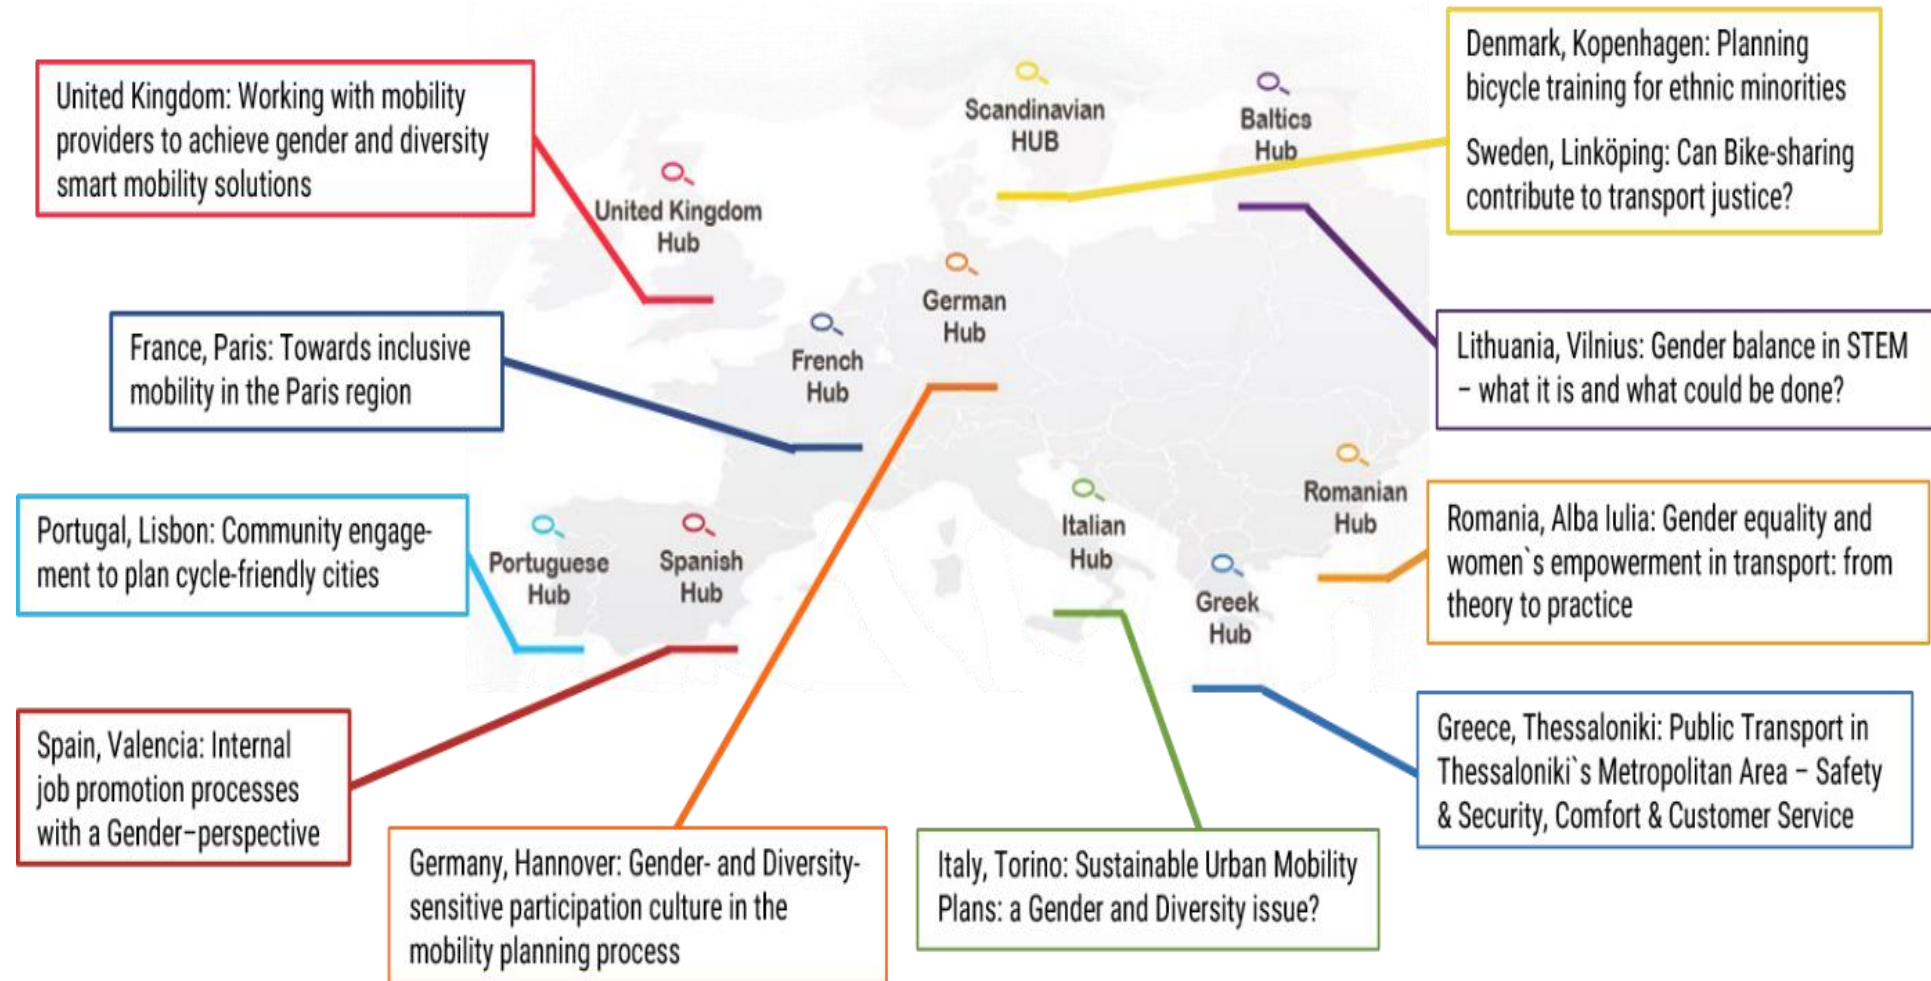 United Kingdom: Working with mobility
providers to achieve gender and diversity
smart mobility solutions
Denmark, Kopenhagen: Planning
bicycle training for ethnic minorities
Sweden, Linköping: Can Bike-sharing
contribute to transport justice?
Scandinavian
HUB
Baltics
Hub
United Kingdom
Hub
German
Hub
French
Hub
France, Paris: Towards inclusive
mobility in the Paris region
Lithuania, Vilnius: Gender balance in STEM
– what it is and what could be done?
Portuguese
Hub
Spanish
Hub
Italian
Hub
Romanian
Hub
Greek
Hub
Portugal, Lisbon: Community engage-
ment to plan cycle-friendly cities
Romania, Alba Iulia: Gender equality and
women`s empowerment in transport: from
theory to practice
Spain, Valencia: Internal
job promotion processes
with a Gender–perspective
Greece, Thessaloniki: Public Transport in
Thessaloniki`s Metropolitan Area – Safety
& Security, Comfort & Customer Service
Germany, Hannover: Gender- and Diversity-
sensitive participation culture in the
mobility planning process
Italy, Torino: Sustainable Urban Mobility
Plans: a Gender and Diversity issue?